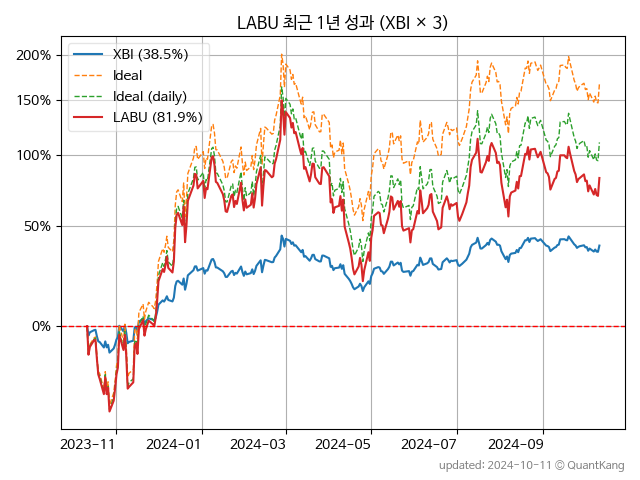 LABU 최근 1년 성과 (XBI × 3)
XBI (38.5%)
Ideal
Ideal (daily)
LABU (81.9%)
200%
150%
100%
50%
0%
2023-11
2024-01
2024-03
2024-05
2024-07
2024-09
updated: 2024-10-11 © QuantKang